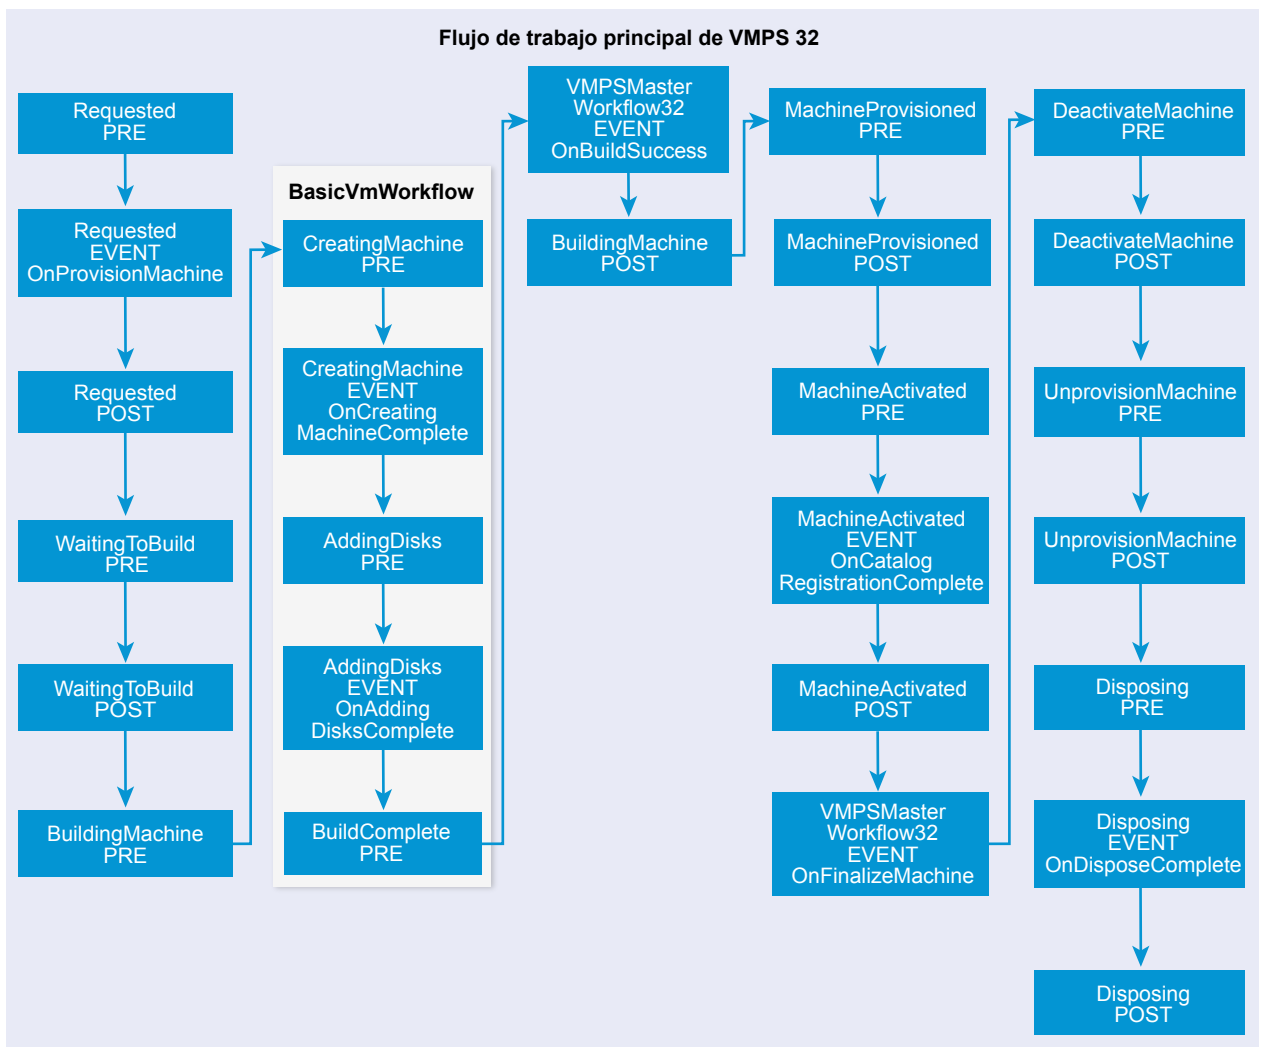 Flujo de trabajo principal de VMPS 32
Requested
PRE
Requested
EVENT
OnProvisionMachine
Requested
POST
WaitingToBuild
PRE
WaitingToBuild
POST
BuildingMachine
PRE
BasicVmWorkflow
CreatingMachine
PRE
CreatingMachine
EVENT
OnCreating
MachineComplete
AddingDisks
PRE
AddingDisks
EVENT
OnAdding
DisksComplete
BuildComplete
PRE
VMPSMaster
Workflow32
EVENT
OnBuildSuccess
BuildingMachine
POST
MachineProvisioned
PRE
MachineProvisioned
POST
MachineActivated
PRE
MachineActivated
EVENT
OnCatalog
RegistrationComplete
MachineActivated
POST
VMPSMaster
Workflow32
EVENT
OnFinalizeMachine
DeactivateMachine
PRE
DeactivateMachine
POST
UnprovisionMachine
PRE
UnprovisionMachine
POST
Disposing
PRE
Disposing
EVENT
OnDisposeComplete
Disposing
POST